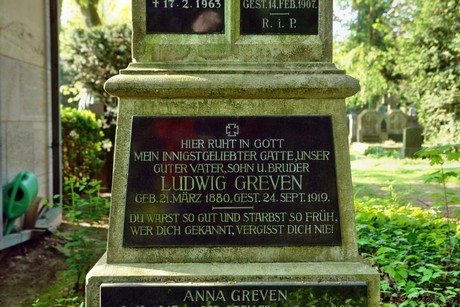 † 17.2.1963
GEST. 14. FEB. 1907.
R. i. P.
HIER RUHT IN GOTT
MEIN INNIGSTGELIEBTER GATTE, UNSER
GUTER VATER, SOHN U. BRUDER
LUDWIG GREVEN
GEB. 21. MÄRZ 1880, GEST. 24. SEPT. 1919.
DU WARST SO GUT UND STARBST SO FRÜH,
WER DICH GEKANNT, VERGISST DICH NIE!
ANNA GREVEN